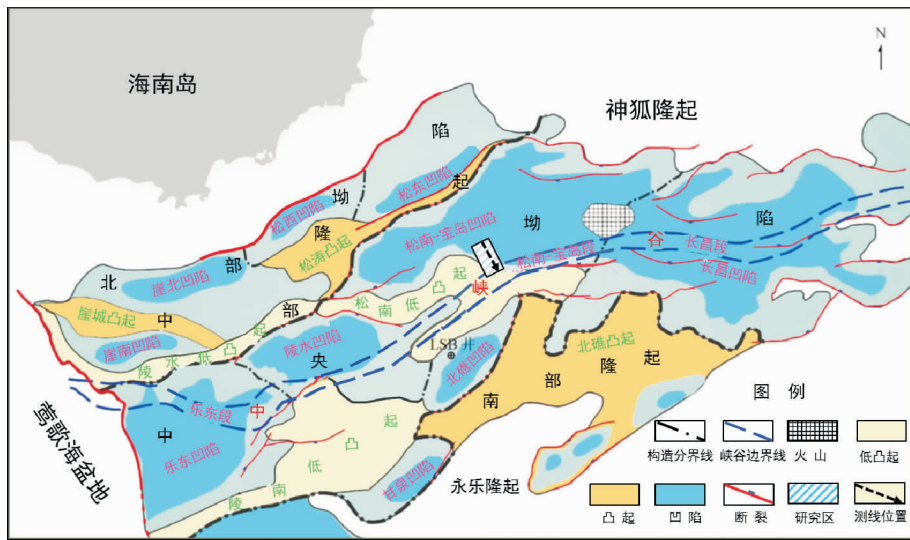 N
海南岛
神狐隆起
陷
坳
部
北
松东凹陷
松西凹陷
崖北凹陷
起
隆
部
中
松涛凸起
崖城凸起
崖南凹陷
陵水低凸起
松南-宝岛凹陷
坳
陷
谷
长昌段
长昌凹陷
松南-宝岛段
峡
松南低凸起
陵水凹陷
央
LSB 井
北礁凹陷
北礁凸起
南部隆起
乐东段
中
中
乐东凹陷
陵南低凸起
甘泉凹陷
永乐隆起
莺歌海盆地
图 例
构造分界线
峡谷边界线
火 山
低凸起
凸 起
凹 陷
断 裂
研究区
测线位置